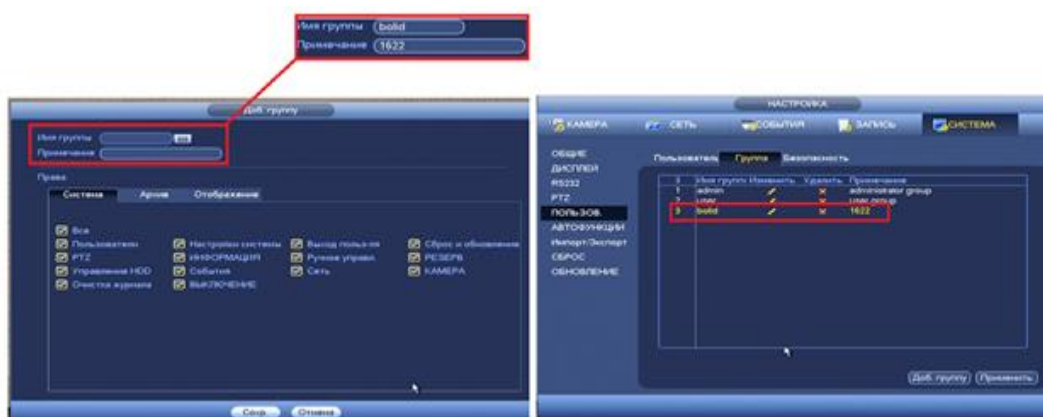 Имя группы bolid
Примечание 1622
Доб. группу
Имя группы
Примечание
Права
Система Архив Отображение
Все
Пользователи Настройки системы Выход польз-ля Сброс и обновление
PTZ ИНФОРМАЦИЯ Ручное управл. РЕЗЕРВ
Управление HDD События Сеть КАМЕРА
Очистка журнала ВЫКЛЮЧЕНИЕ
Сохр. Отмена
НАСТРОЙКА
КАМЕРА СЕТЬ СОБЫТИЯ ЗАПИСЬ СИСТЕМА
ОБЩИЕ
ДИСПЛЕЙ
RS232
PTZ
ПОЛЬЗОВ.
АВТОФУНКЦИИ
Импорт/Экспорт
СБРОС
ОБНОВЛЕНИЕ
Пользователь Группа Безопасность
3 Имя групп Изменить Удалить Примечание
1 admin administrator group
2 user user group
3 bolid 1622
Доб. группу Применить